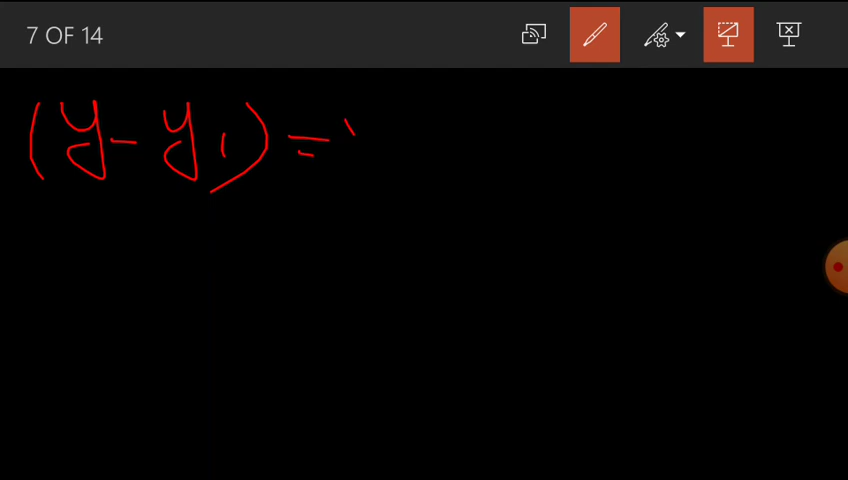 7 OF 14
(y - y1) =